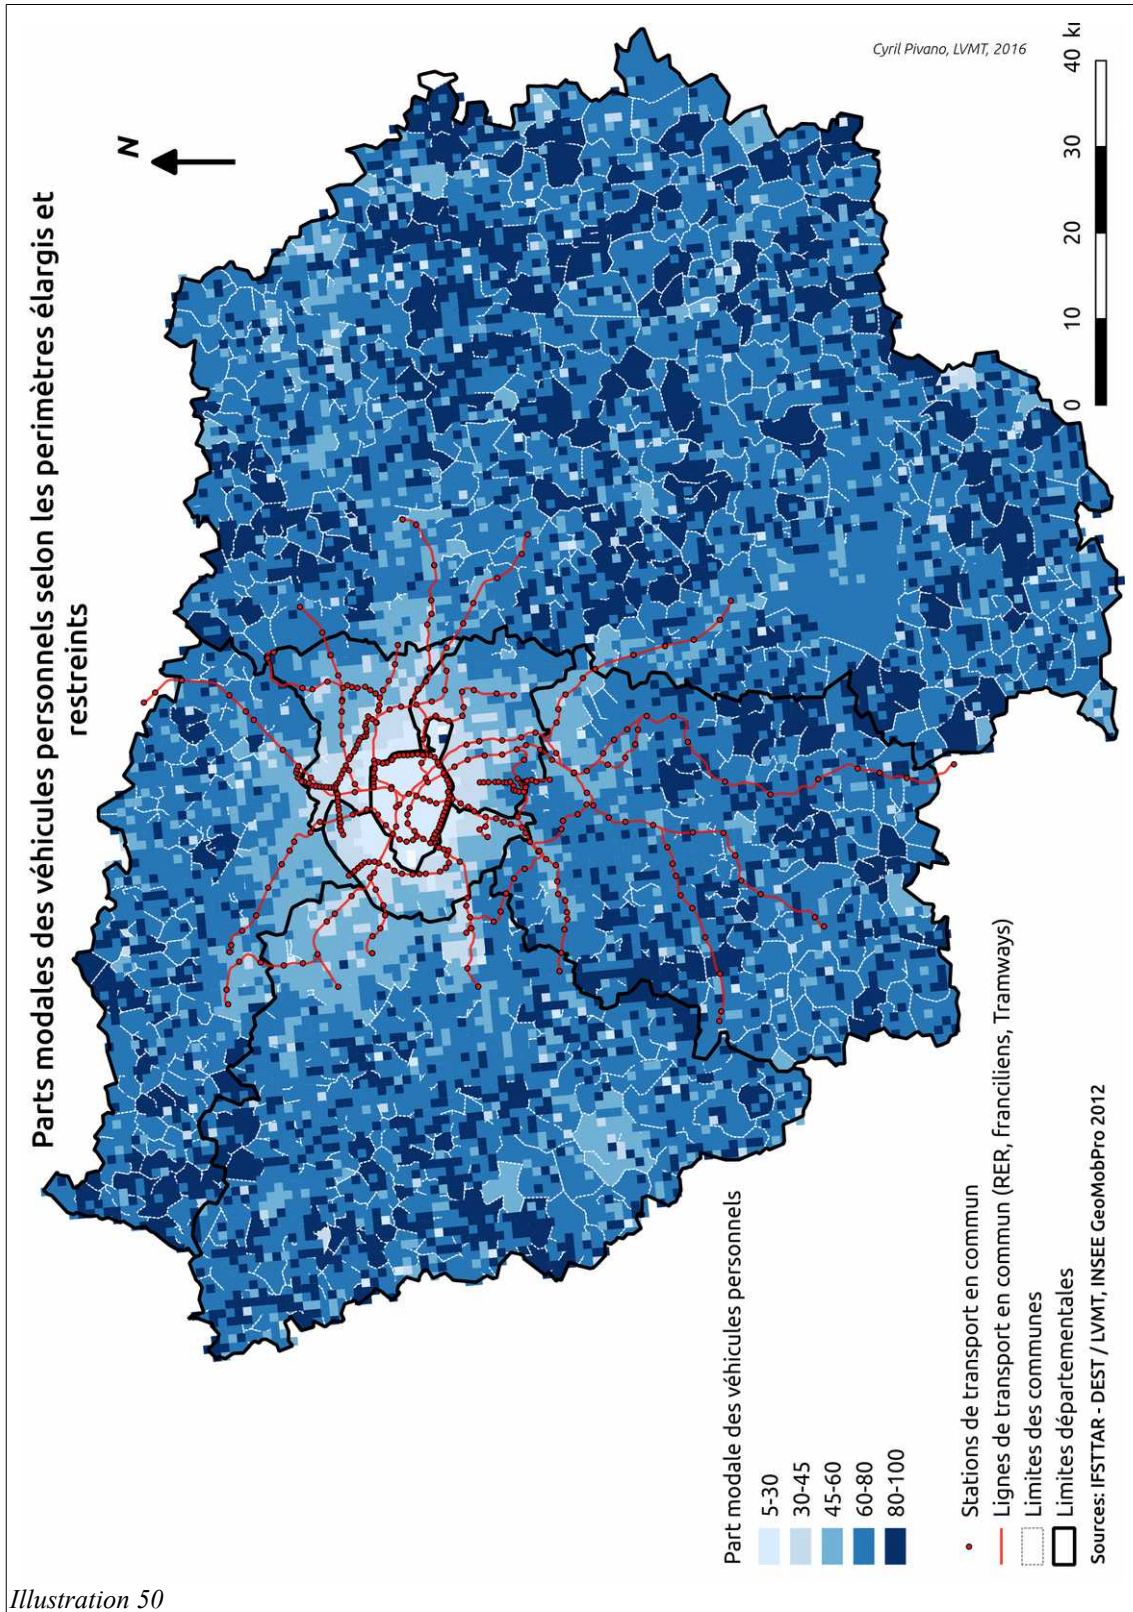 Parts modales des véhicules personnels selon les perimètres élargis et
restreints
Cyril Pivano, LVMT, 2016
N
Part modale des véhicules personnels
5-30
30-45
45-60
60-80
80-100
Stations de transport en commun
Lignes de transport en commun (RER, Franciliens, Tramways)
Limites des communes
Limites départementales
Sources: IFSTTAR - DEST / LVMT, INSEE GeoMobPro 2012
0 10 20 30 40 k
Illustration 50